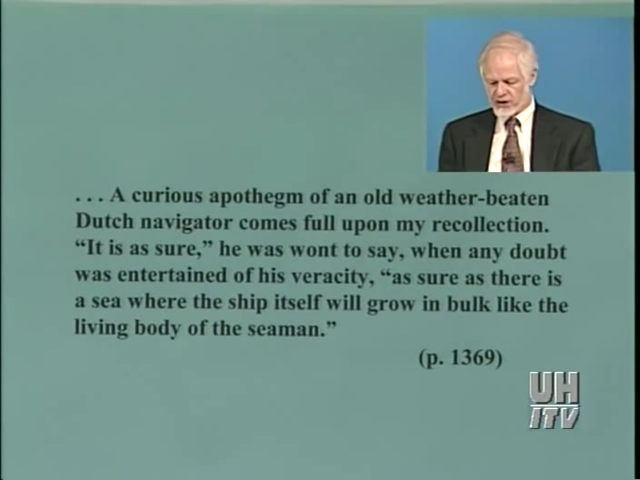 . . . A curious apothegm of an old weather-beaten
Dutch navigator comes full upon my recollection.
“It is as sure,” he was wont to say, when any doubt
was entertained of his veracity, “as sure as there is
a sea where the ship itself will grow in bulk like the
living body of the seaman.”
(p. 1369)
UH
ITV